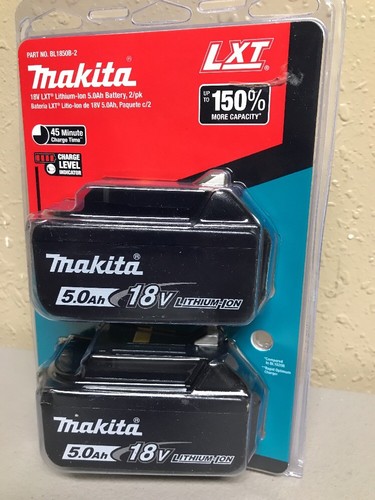 PART NO. BL1850B-2
makita®
18V LXT® Lithium-Ion 5.0Ah Battery, 2/pk
Batería LXT® Litio-Ion de 18V 5.0Ah, Paquete c/2
LXT®
UP TO 150%
MORE CAPACITY*
45 Minute
Charge Time**
CHARGE
LEVEL
INDICATOR
makita®
5.0Ah 18V LITHIUM-ION
makita®
5.0Ah 18V LITHIUM-ION